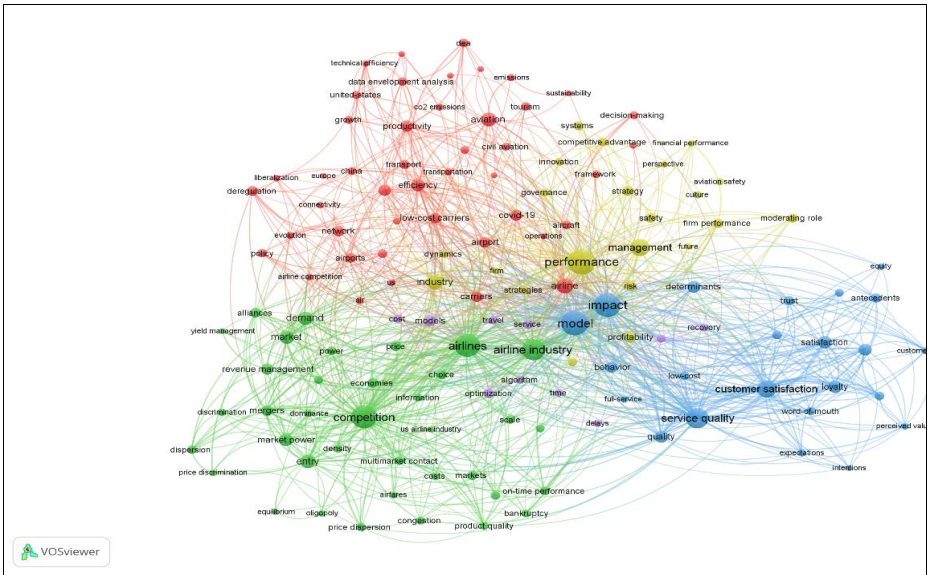 dea
technical efficiency
data envelopment analysis
emissions
united-states
sustainability
co2 emissions
tourism
growth
productivity
aviation
decision-making
systems
competitive advantage
financial performance
civil aviation
innovation
perspective
transport
liberalization
europe
china
transportation
framework
efficiency
aviation safety
deregulation
governance
strategy
cuture
connectivity
low-cost carriers
covid-19
safety
firm performance
moderating role
evolution
network
aircraft
operations
airport
management
future
policy
airports
dynamics
performance
firm
equity
airline competition
us
industry
strategies
airline
risk
determinants
air
carriers
trust
antecedents
impact
alliances
demand
cost
models
travel
service
model
recovery
yield management
market
power
price
airlines
airline industry
profitability
satisfaction
custome
revenue management
economies
choice
algorithm
behavior
low-cost
information
optimization
time
full-service
customer satisfaction
loyalty
discrimination
mergers
dominance
competition
us airline industry
scale
delays
service quality
word-of-mouth
market power
density
quality
perceived valu
dispersion
entry
multimarket contact
expectations
price discrimination
costs
markets
intentions
airfares
on-time performance
equilibrium
oligopoly
price dispersion
congestion
product quality
bankruptcy
VOSviewer